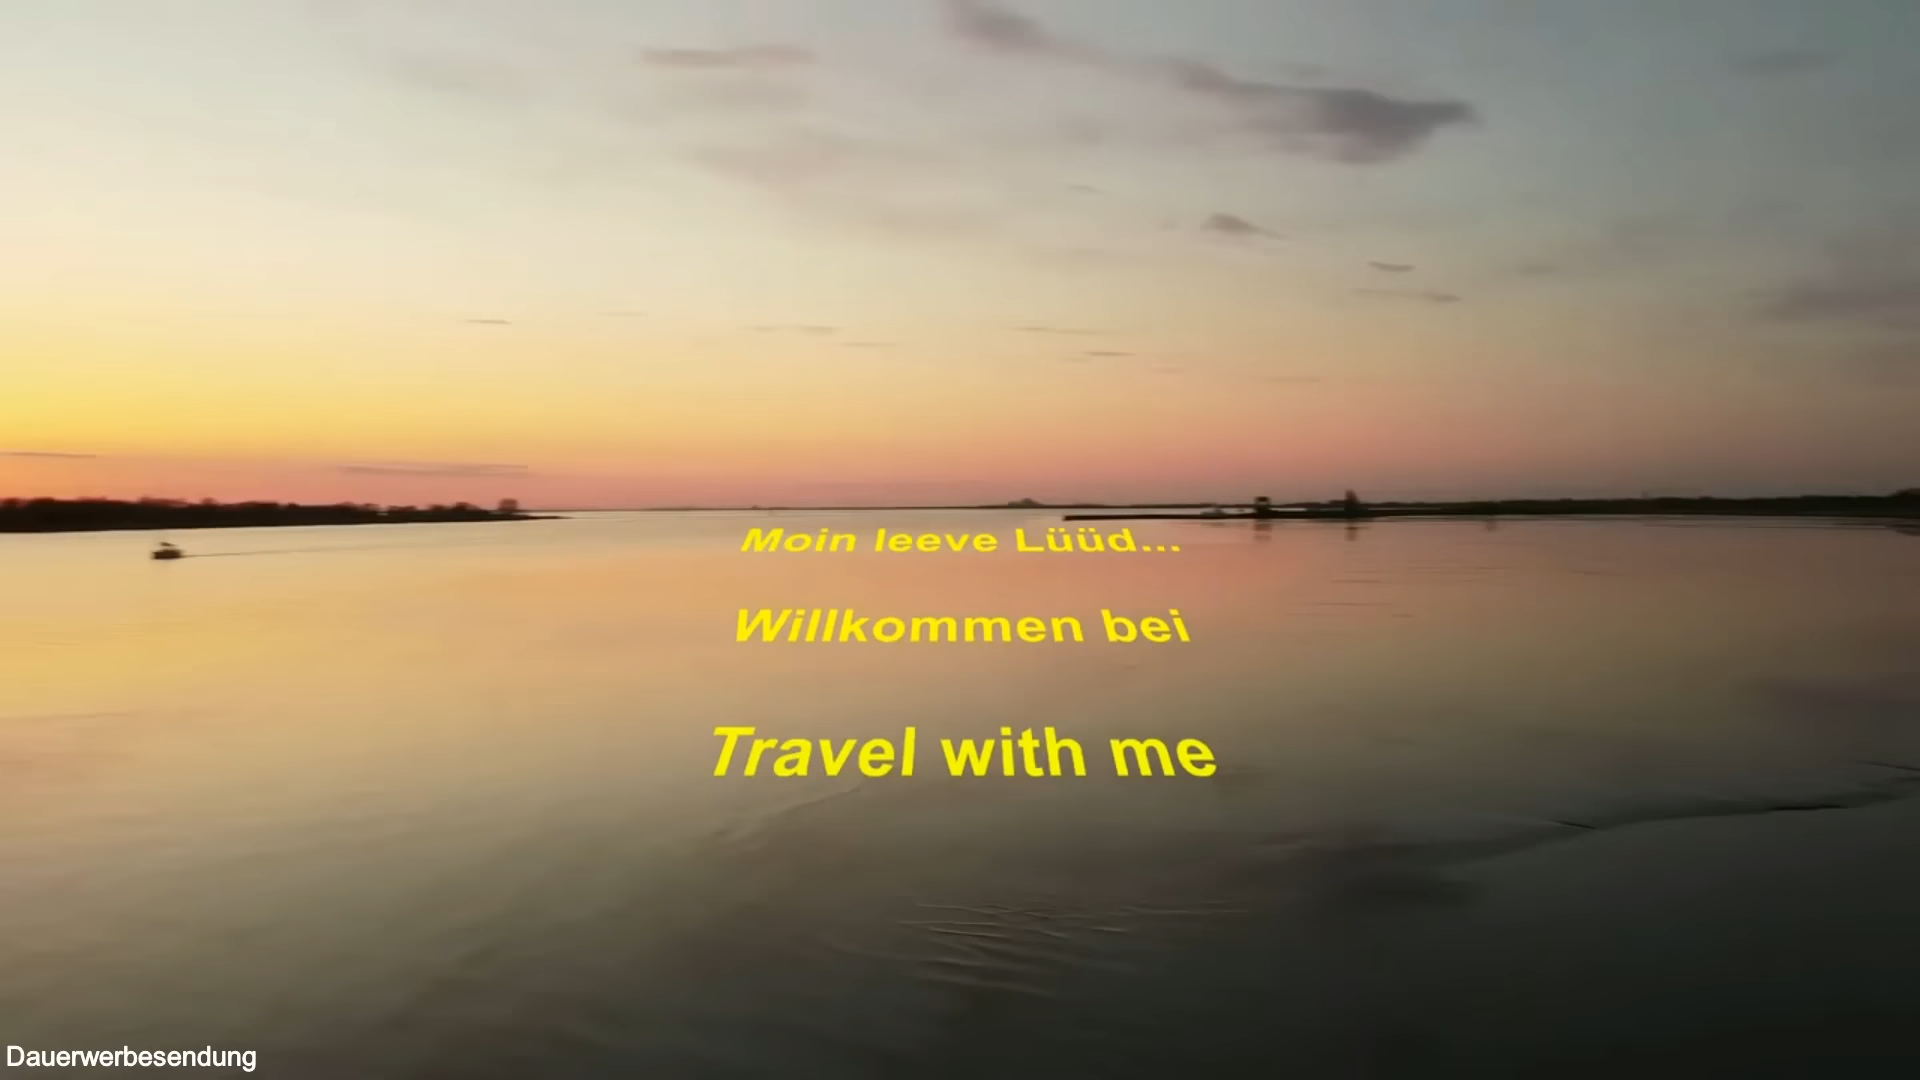 Moin leeve Lüüd...
Willkommen bei
Travel with me
Dauerwerbesendung